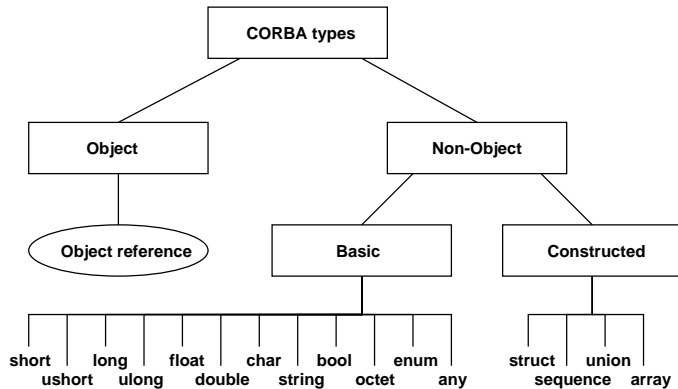 CORBA types
Object Non-Object
Object reference Basic Constructed
short long float char bool enum struct union
ushort ulong double string octet any sequence array